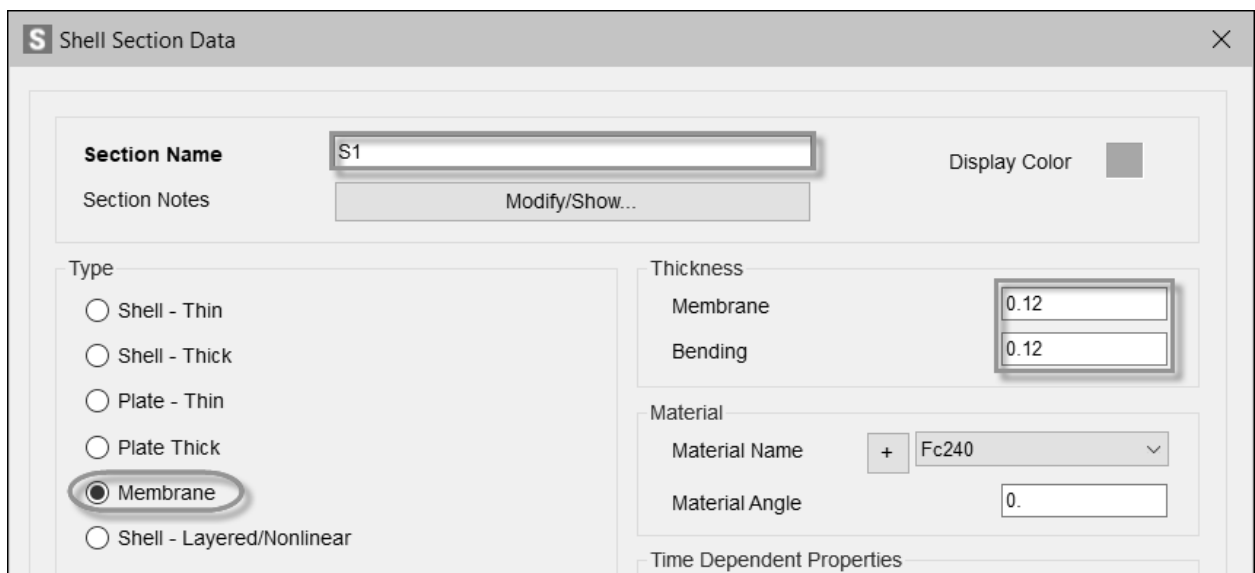 S Shell Section Data
Section Name S1 Display Color
Section Notes Modify/Show...
Type
Shell - Thin
Shell - Thick
Plate - Thin
Plate Thick
Membrane
Shell - Layered/Nonlinear
Thickness
Membrane 0.12
Bending 0.12
Material
Material Name + Fc240
Material Angle 0.
Time Dependent Properties